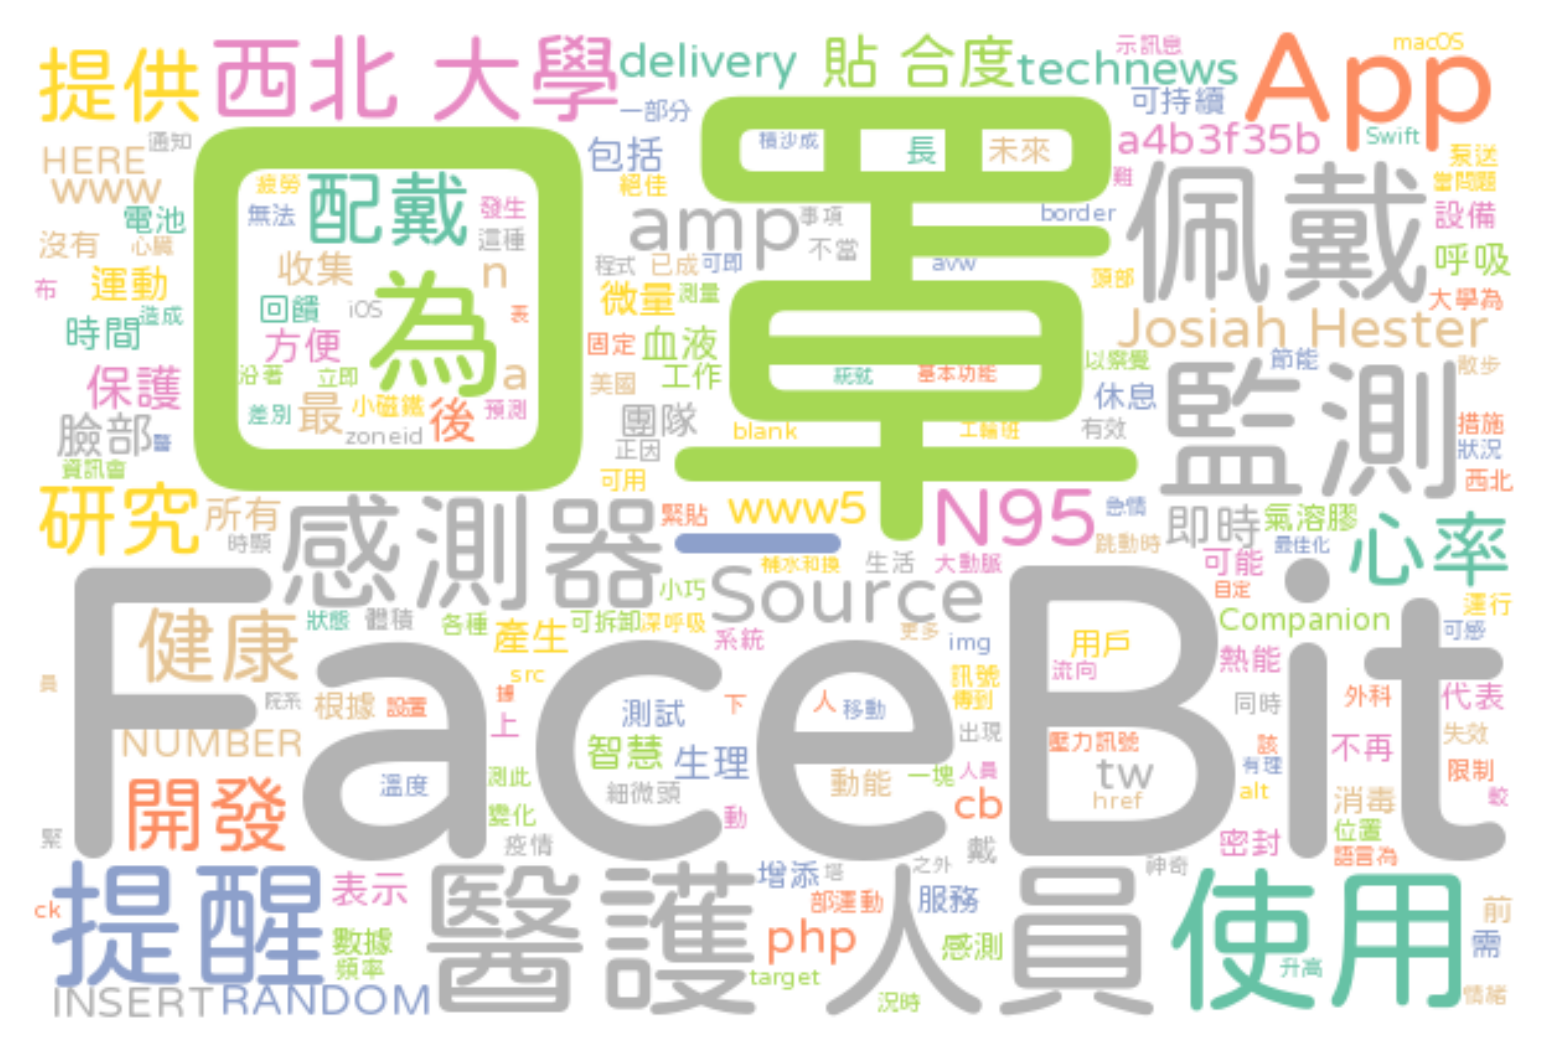 提供
西北 大學
delivery
貼 合度
technews
示訊息
macOS
App
通知
HERE
www
一部分
包括
積沙成
長
未來
可持續
a4b3f35b
Swift
泵送
當問題
電池
沒有
心臟
疲勞
配戴
發生
無法
這種
口罩
絕佳
amp
事項
不當
難
border
佩戴
設備
呼吸
布
運動
收集
n
程式
已成
可即
avw
頭部
大學為
造成
時間
回饋
iOS
為
表
微量
測量
Josiah Hester
保護
方便
固定
血液
以察覺
節能
散步
沿著
立即
a
美國
工作
統就
基本功能
監測
臉部
醫
差別
最
小磁鐵
後
預測
團隊
休息
措施
資訊會
zoneid
正因
blank
工輪班
有效
狀況
研究
所有
時顯
感測器
可用
緊貼
www5
N95
急情
即時
氣溶膠
西北
心率
一
補水和換
生活
大動脈
跳動時
最佳化
可能
健康
狀態
體積
各種
產生
可拆卸
深呼吸
小巧
Source
目定
運行
系統
更多
img
用戶
Companion
可感
員
院系
根據
設置
src
據
流向
熱能
FaceBit
NUMBER
上
測試
下
人
移動
訊號
傳到
同時
外科
代表
開發
溫度
測此
智慧
生理
出現
壓力訊號
該
不再
失效
變化
細微頭
動能
一塊
人員
tw
有理
限制
href
alt
消毒
較
緊
疫情
動
cb
戴
密封
位置
語言為
提醒
表示
醫護人員
增添
塔
之外
神奇
使用
前
ck
數據
部運動
服務
需
頻率
php
感測
升高
INSERT
RANDOM
target
況時
情緒